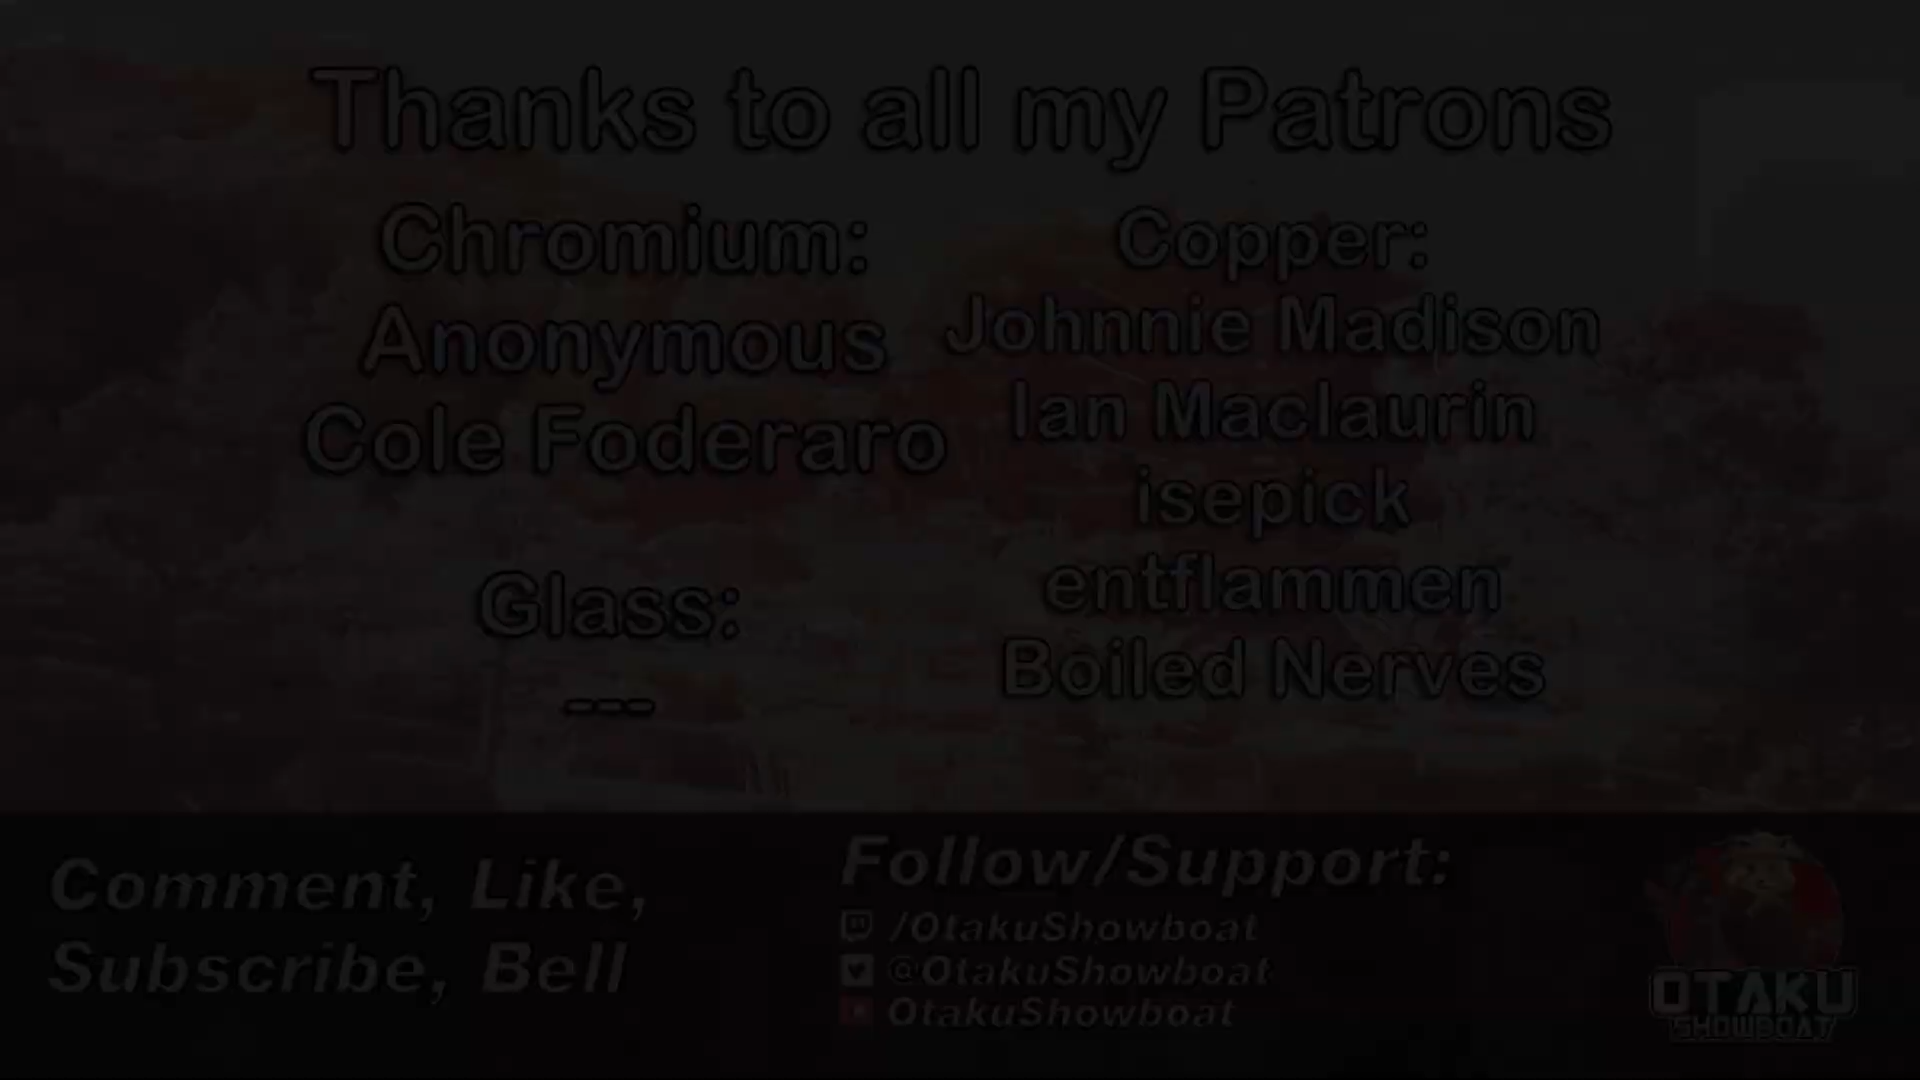 Thanks to all my Patrons
Chromium:
Anonymous
Cole Foderaro
Glass:
---
Copper:
Johnnie Madison
Ian Maclaurin
isepick
entflammen
Boiled Nerves
Comment, Like,
Subscribe, Bell
Follow/Support:
/OtakuShowboat
@OtakuShowboat
OtakuShowboat
OTAKU
SHOWBOAT